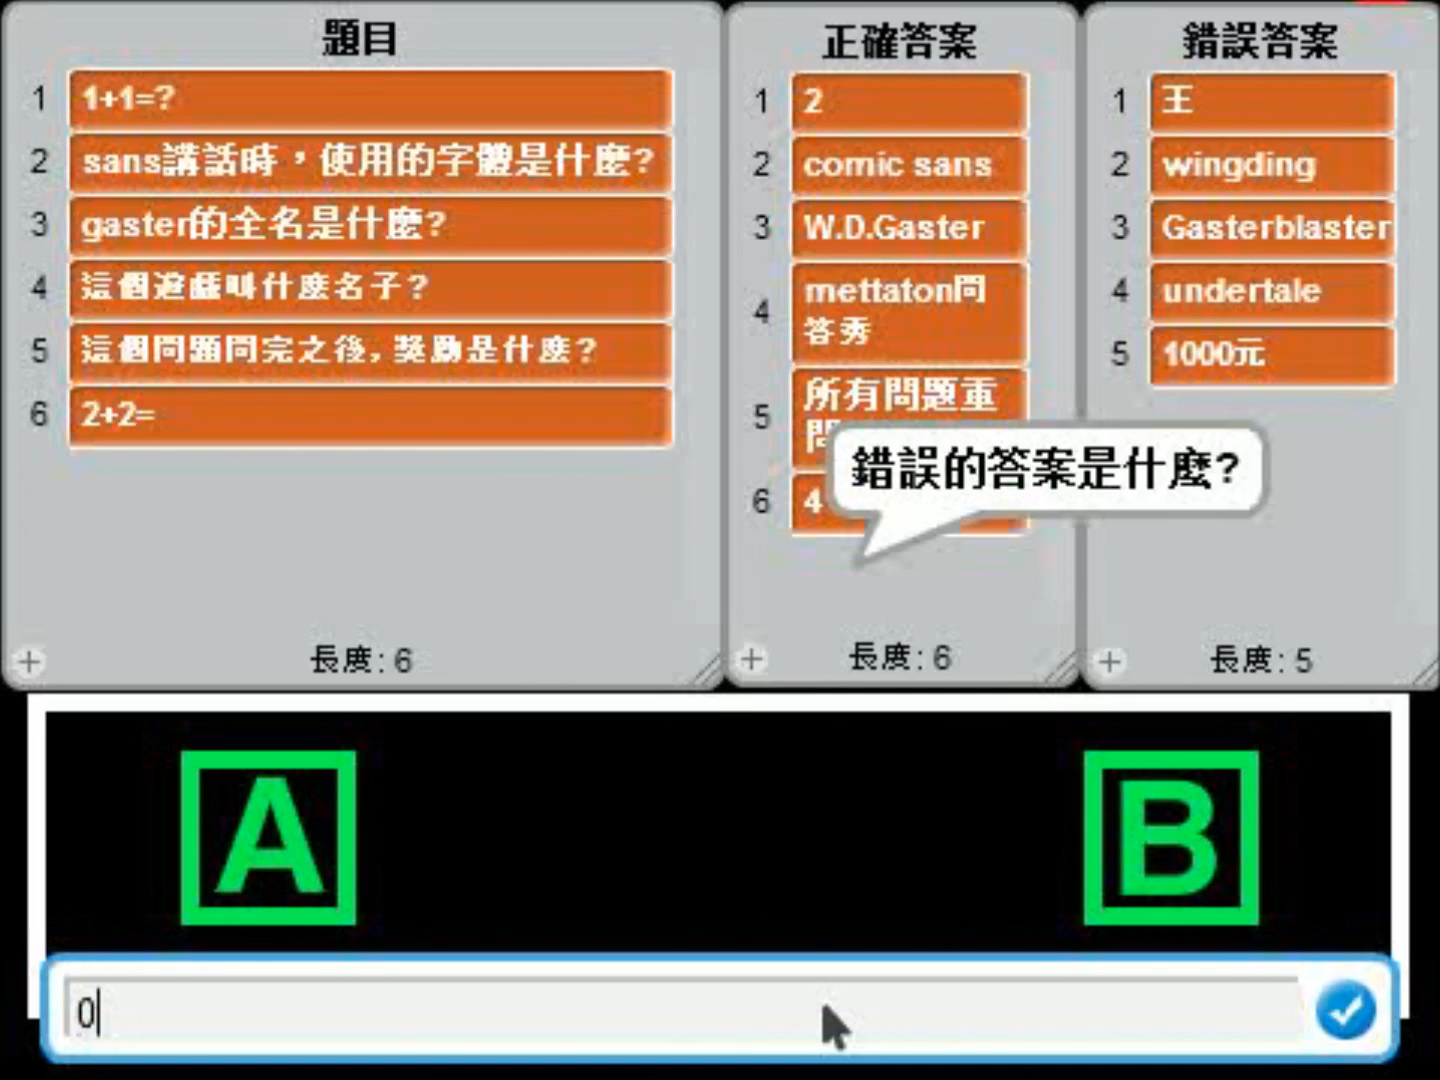 題目
1 1+1=?
2 sans講話時，使用的字體是什麼?
3 gaster的全名是什麼?
4 這個遊戲叫什麼名子?
5 這個問題問完之後,獎勵是什麼?
6 2+2=
+ 長度: 6
正確答案
1 2
2 comic sans
3 W.D.Gaster
4 mettaton問
答秀
5 所有問題重
問
6 4
+ 長度: 6
錯誤答案
1 王
2 wingding
3 Gasterblaster
4 undertale
5 1000元
+ 長度: 5
錯誤的答案是什麼?
A
B
0